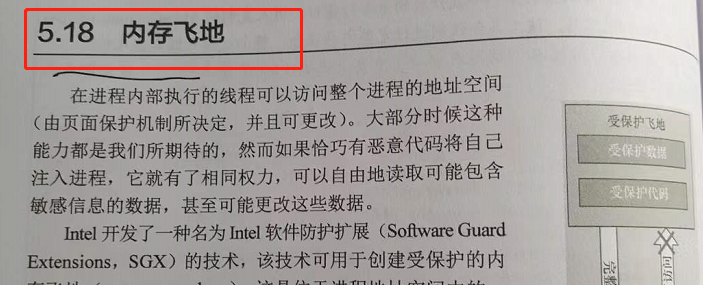 5.18 内存飞地
在进程内部执行的线程可以访问整个进程的地址空间
(由页面保护机制所决定，并且可更改)。大部分时候这种
能力都是我们所期待的，然而如果恰巧有恶意代码将自己
注入进程，它就有了相同权力，可以自由地读取可能包含
敏感信息的数据，甚至可能更改这些数据。
Intel 开发了一种名为 Intel 软件防护扩展（Software Guard
Extensions，SGX）的技术，该技术可用于创建受保护的内
受保护飞地
受保护数据
受保护代码